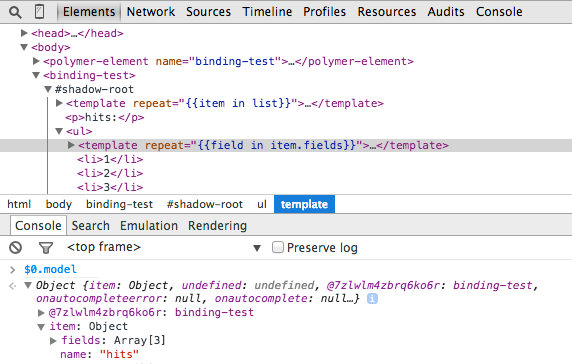 Elements Network Sources Timeline Profiles Resources Audits Console
<head>…</head>
<body>
<polymer-element name="binding-test">…</polymer-element>
<binding-test>
#shadow-root
<template repeat="{{item in list}}">…</template>
<p>hits:</p>
<ul>
<template repeat="{{field in item.fields}}">…</template>
<li>1</li>
<li>2</li>
<li>3</li>
html body binding-test #shadow-root ul template
Console Search Emulation Rendering
<top frame> Preserve log
$0.model
Object {item: Object, undefined: undefined, @7zlwlm4zbrq6ko6r: binding-test,
onautocompleteerror: null, onautocomplete: null…}
@7zlwlm4zbrq6ko6r: binding-test
item: Object
fields: Array[3]
name: "hits"